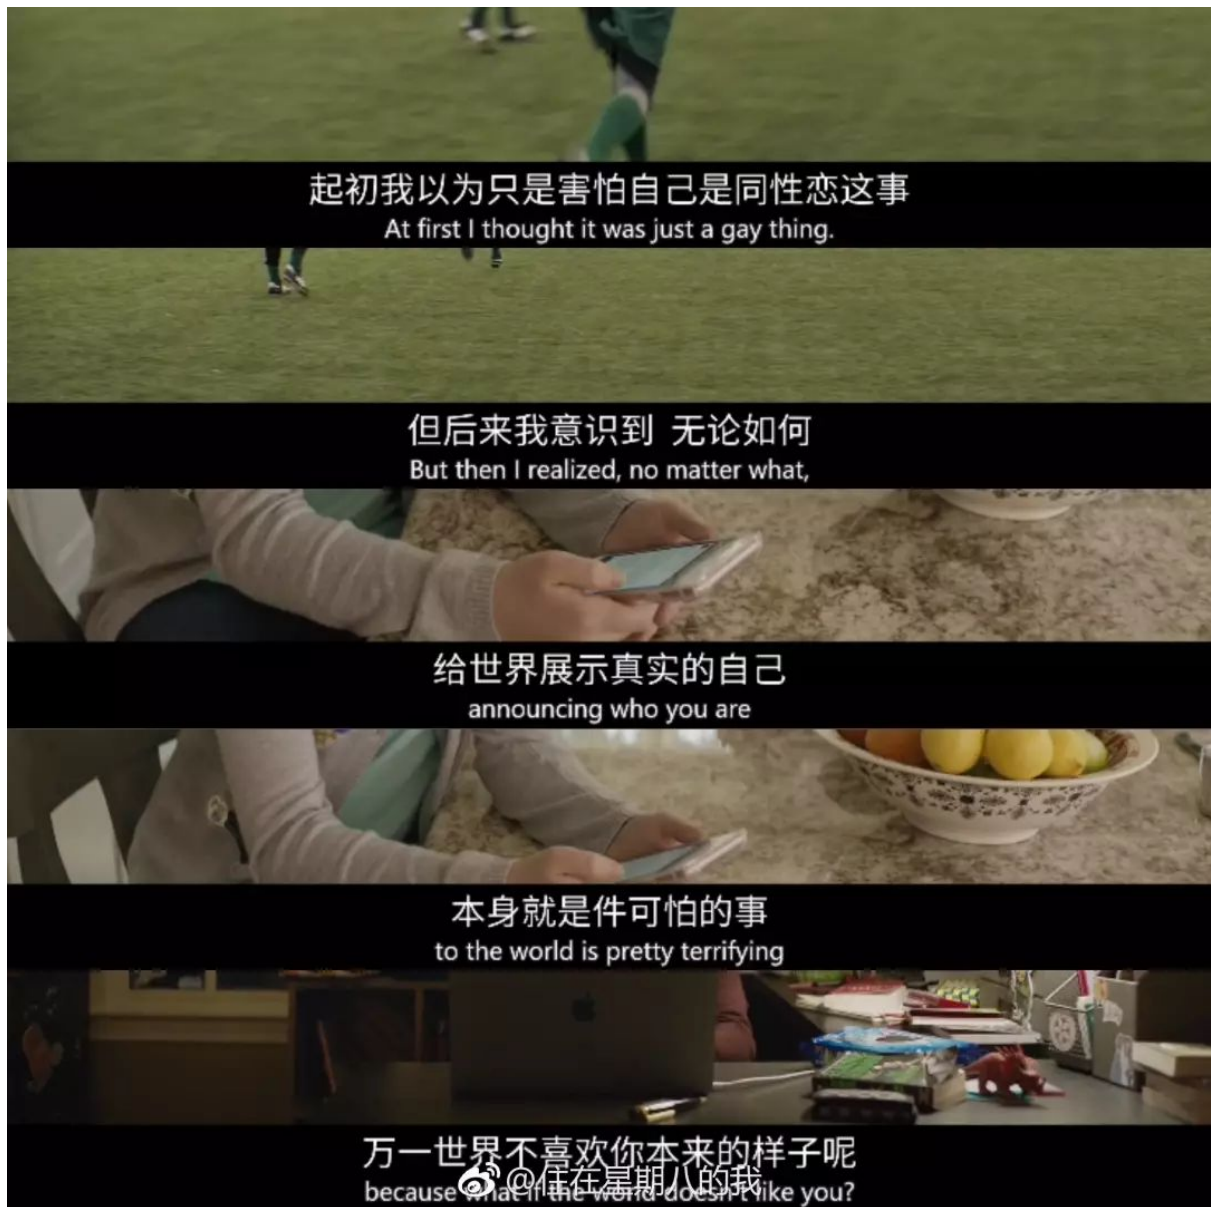 起初我以为只是害怕自己是同性恋这事
At first I thought it was just a gay thing.
但后来我意识到 无论如何
But then I realized, no matter what,
给世界展示真实的自己
announcing who you are
本身就是件可怕的事
to the world is pretty terrifying
万一世界不喜欢你本来的样子呢
@住在星期八的我
because what if the world doesn't like you?